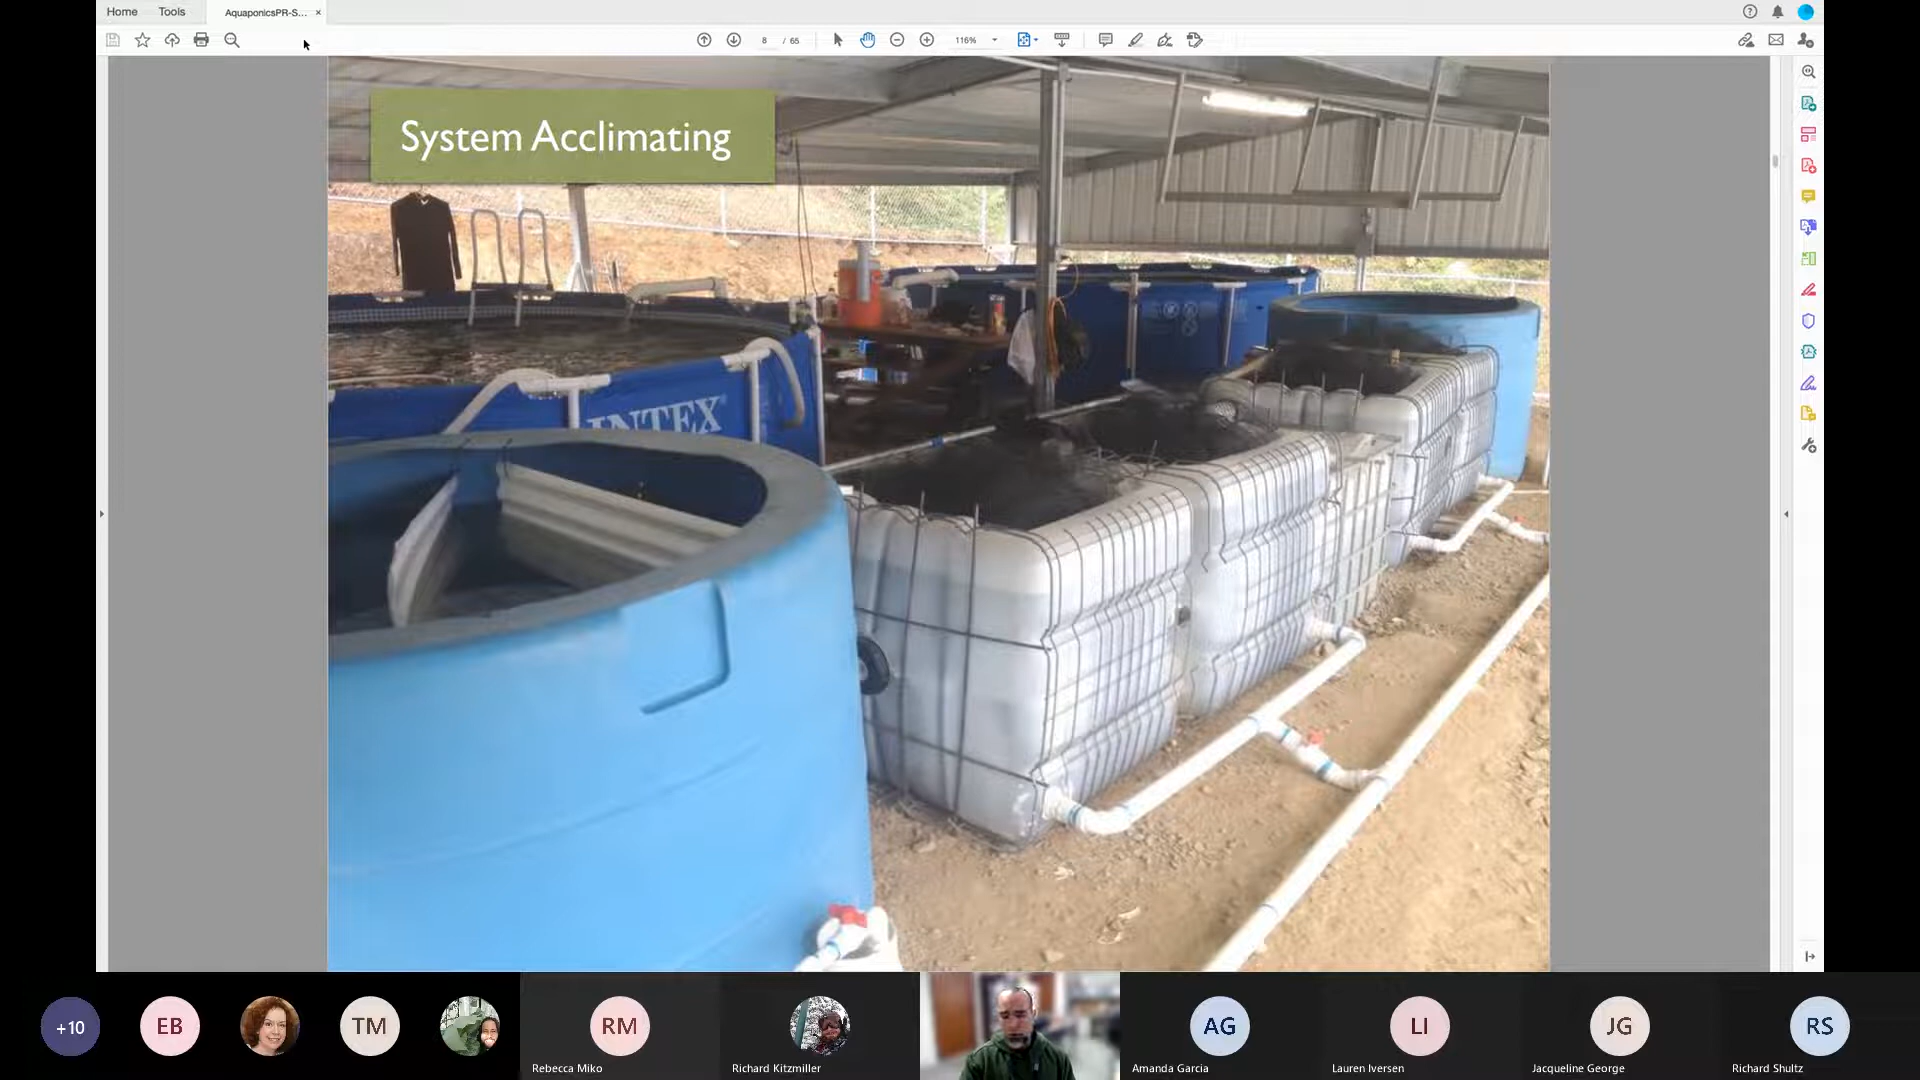 Home
Tools
AquaponicsPR-S...
8 / 65
116%
System Acclimating
INTEX
+10
EB
TM
RM
AG
LI
JG
RS
Rebecca Miko
Richard Kitzmiller
Amanda Garcia
Lauren Iversen
Jacqueline George
Richard Shultz